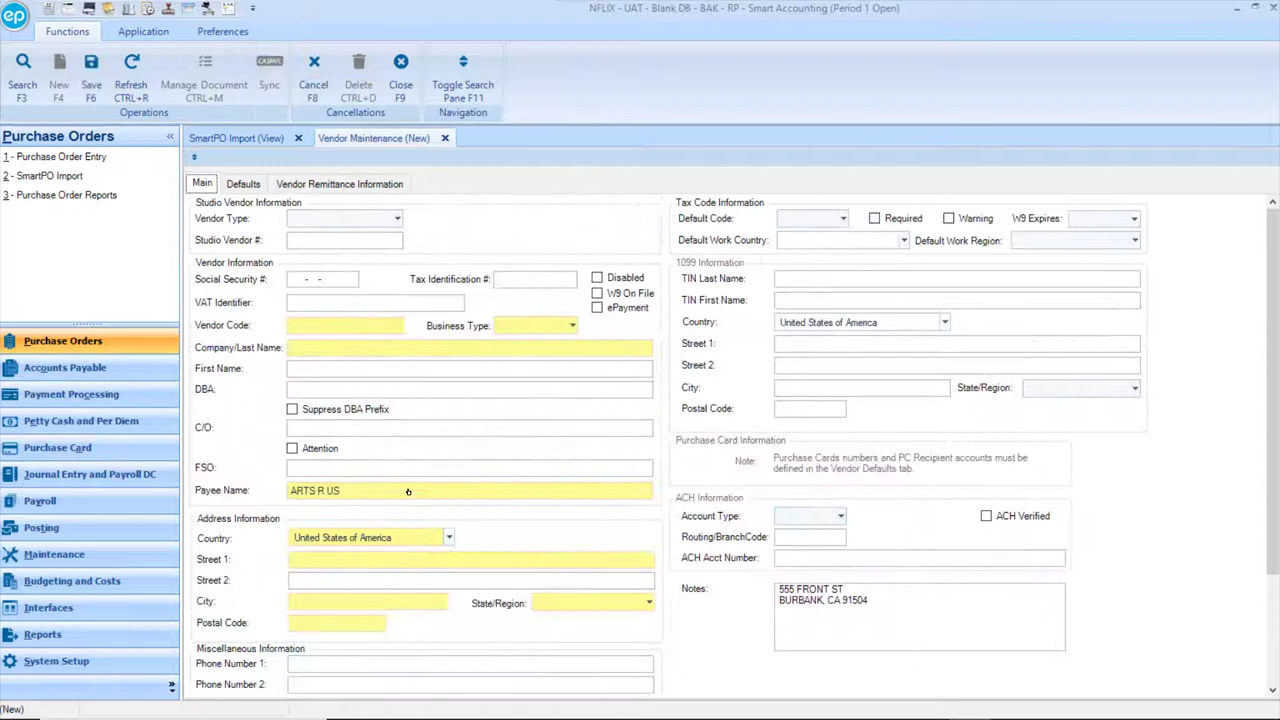 ep
NFLIX - UAT - Blank DB - BAK - RP - Smart Accounting (Period 1 Open)
Functions
Application
Preferences
Search
F3
New
F4
Save
F6
Refresh
CTRL+R
Manage Document
CTRL+M
CASHIC
Sync
Operations
Cancel
F8
Delete
CTRL+D
Close
F9
Cancellations
Toggle Search
Pane F11
Navigation
Purchase Orders
1 - Purchase Order Entry
2 - SmartPO Import
3 - Purchase Order Reports
Purchase Orders
Accounts Payable
Payment Processing
Petty Cash and Per Diem
Purchase Card
Journal Entry and Payroll DC
Payroll
Posting
Maintenance
Budgeting and Costs
Interfaces
Reports
System Setup
(New)
SmartPO Import (View)
Vendor Maintenance (New)
Main
Defaults
Vendor Remittance Information
Studio Vendor Information
Vendor Type:
Studio Vendor #:
Vendor Information
Social Security #: - -
Tax Identification #:
Disabled
W9 On File
ePayment
VAT Identifier:
Vendor Code:
Business Type:
Company/Last Name:
First Name:
DBA:
Suppress DBA Prefix
C/O:
Attention
FSO:
Payee Name: ARTS R US
Address Information
Country: United States of America
Street 1:
Street 2:
City:
State/Region:
Postal Code:
Miscellaneous Information
Phone Number 1:
Phone Number 2:
Tax Code Information
Default Code:
Required
Warning
W9 Expires:
Default Work Country:
Default Work Region:
1099 Information
TIN Last Name:
TIN First Name:
Country: United States of America
Street 1:
Street 2:
City:
State/Region:
Postal Code:
Purchase Card Information
Note: Purchase Cards numbers and PC Recipient accounts must be
defined in the Vendor Defaults tab.
ACH Information
Account Type:
ACH Verified
Routing/BranchCode:
ACH Acct Number:
Notes: 555 FRONT ST
BURBANK, CA 91504